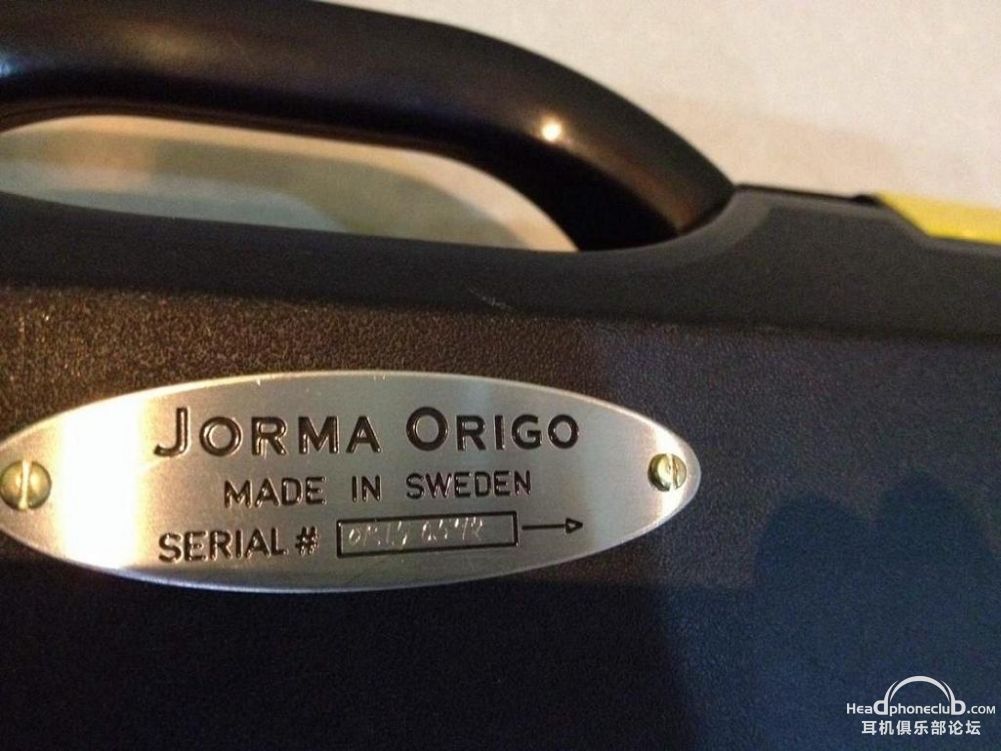 JORMA ORIGO
MADE IN SWEDEN
SERIAL #
Headphoneclub.com
耳机俱乐部论坛